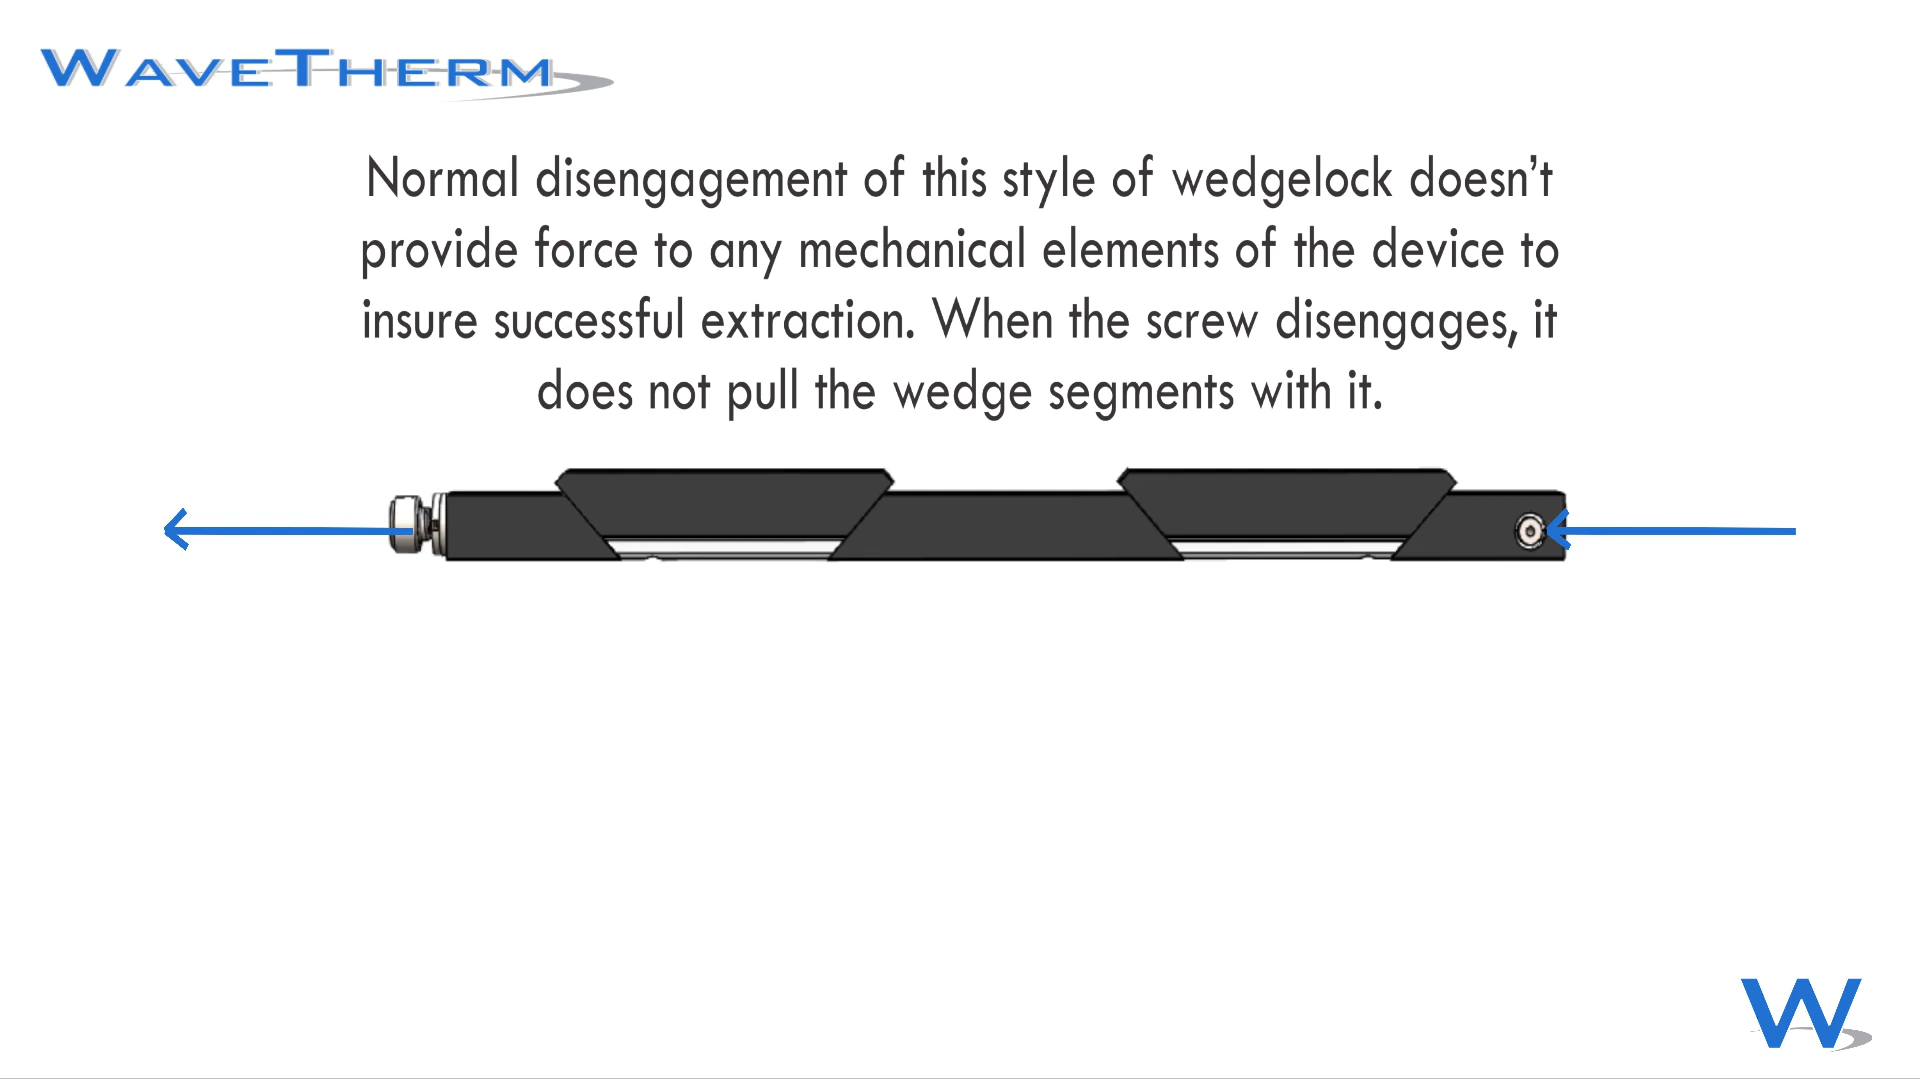 WAVETHERM
Normal disengagement of this style of wedgelock doesn’t
provide force to any mechanical elements of the device to
insure successful extraction. When the screw disengages, it
does not pull the wedge segments with it.
W